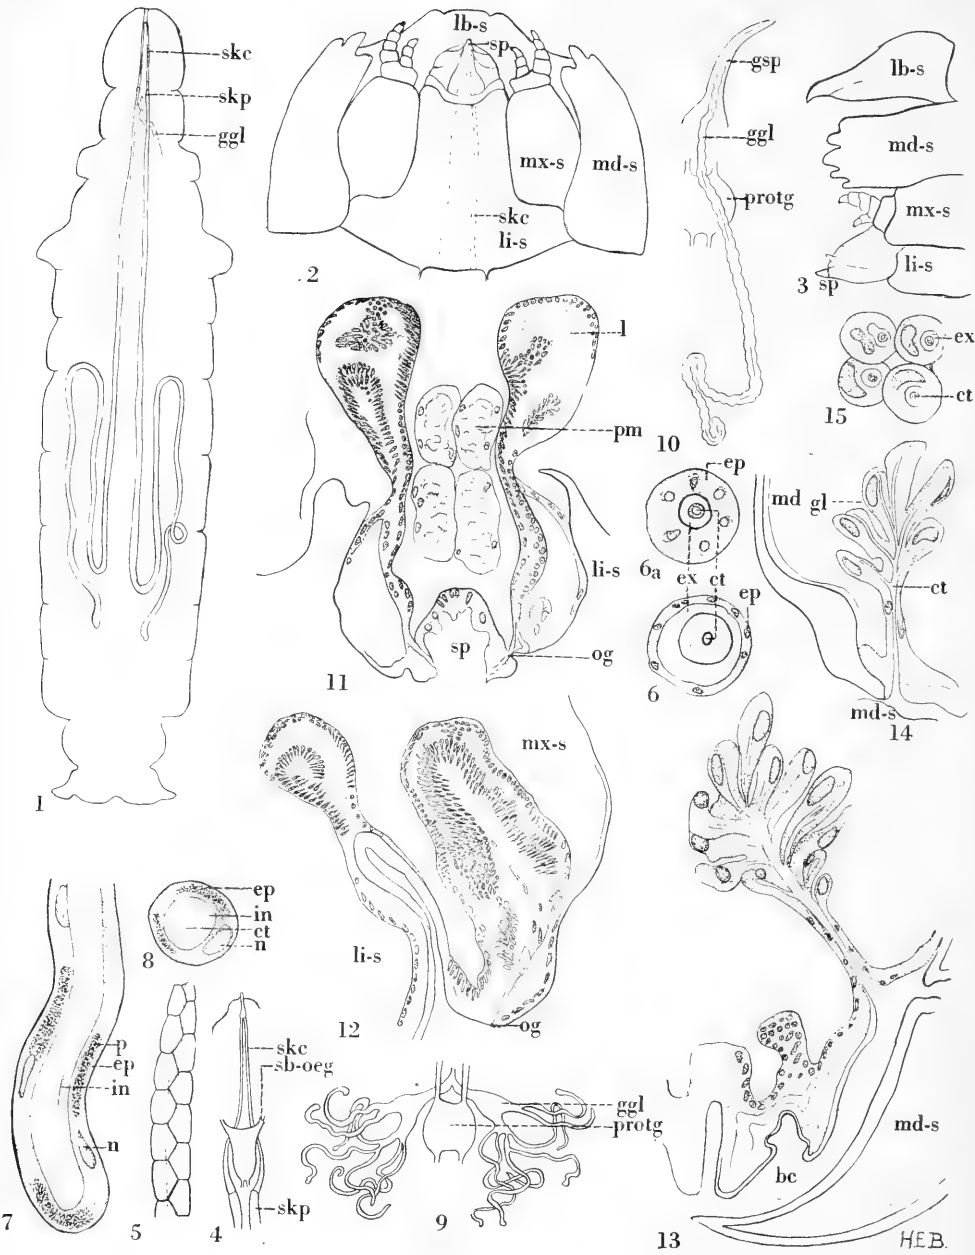 skc
skp
ggl
1
lb-s
sp
mx-s
md-s
skc
li-s
2
gsp
ggl
protg
10
lb-s
md-s
mx-s
li-s
sp
3
ex
ct
15
l
pm
li-s
sp
og
11
ep
6a
ex
ct
ep
6
md gl
ct
md-s
14
mx-s
li-s
og
12
ep
in
ct
n
8
p
ep
in
n
7
5
skc
sb-oeg
skp
4
ggl
protg
9
bc
md-s
13
H.E.B.